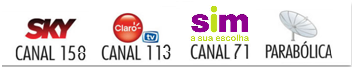 SKY
CANAL 158
Claro
tv
CANAL 113
sim
a sua escolha
CANAL 71
PARABÓLICA